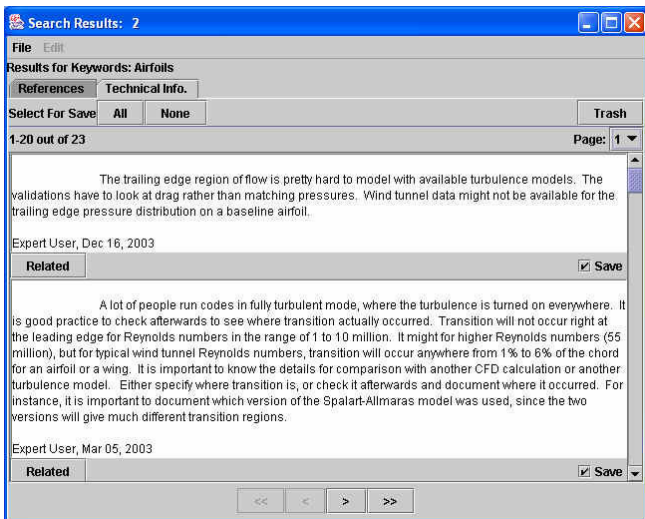 Search Results: 2
File Edit
Results for Keywords: Airfoils
References Technical Info.
Select For Save All None Trash
1-20 out of 23 Page: 1
The trailing edge region of flow is pretty hard to model with available turbulence models. The
validations have to look at drag rather than matching pressures. Wind tunnel data might not be available for the
trailing edge pressure distribution on a baseline airfoil.
Expert User, Dec 16, 2003
Related Save
A lot of people run codes in fully turbulent mode, where the turbulence is turned on everywhere. It
is good practice to check afterwards to see where transition actually occurred. Transition will not occur right at
the leading edge for Reynolds numbers in the range of 1 to 10 million. It might for higher Reynolds numbers (55
million), but for typical wind tunnel Reynolds numbers, transition will occur anywhere from 1% to 6% of the chord
for an airfoil or a wing. It is important to know the details for comparison with another CFD calculation or another
turbulence model. Either specify where transition is, or check it afterwards and document where it occurred. For
instance, it is important to document which version of the Spalart-Allmaras model was used, since the two
versions will give much different transition regions.
Expert User, Mar 05, 2003
Related Save
<< < > >>